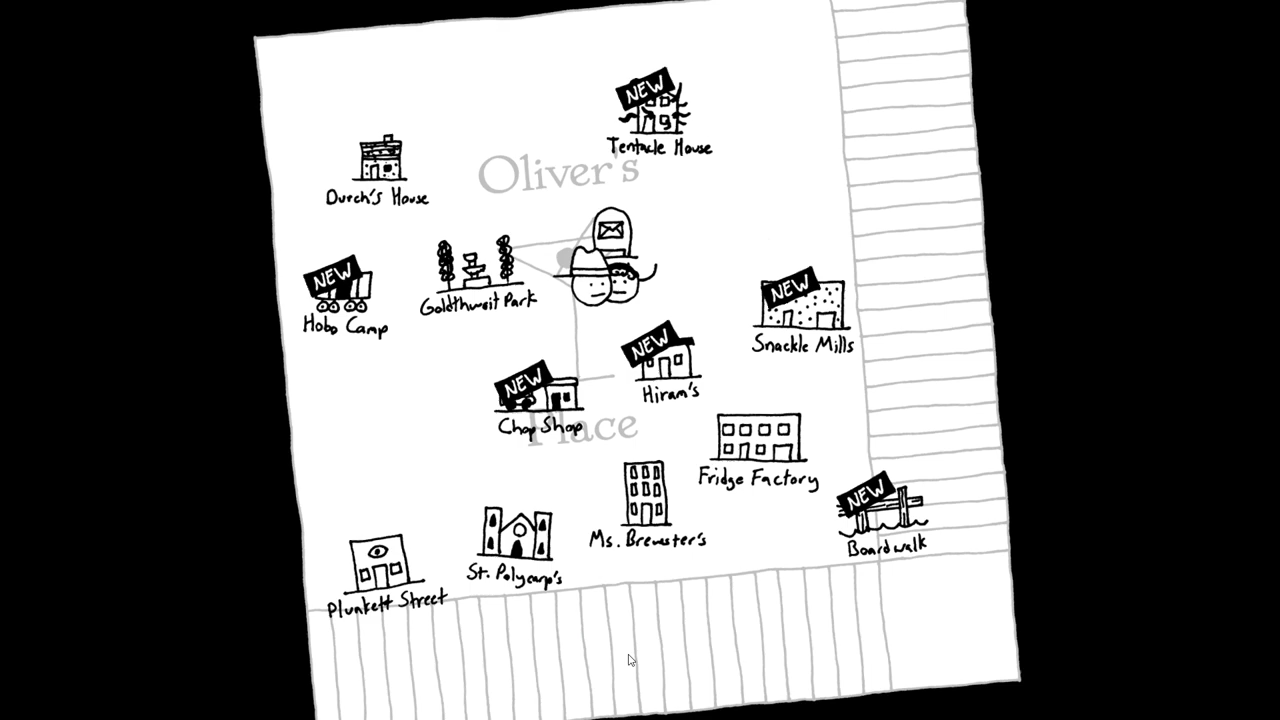 NEW
Tentacle House
Durch's House
Oliver's
NEW
Hobo Camp
Goldthwait Park
NEW
Snackle Mills
NEW
Hiram's
NEW
Chop Shop
Place
Fridge Factory
NEW
Boardwalk
Ms. Brewster's
St. Polycarp's
Plunkett Street